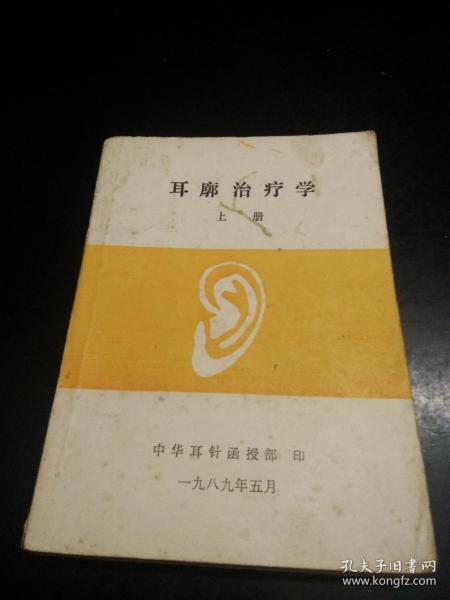 耳廓治疗学
上册
中华耳针函授部 印
一九八九年五月
孔夫子旧书网
www.kongfz.com